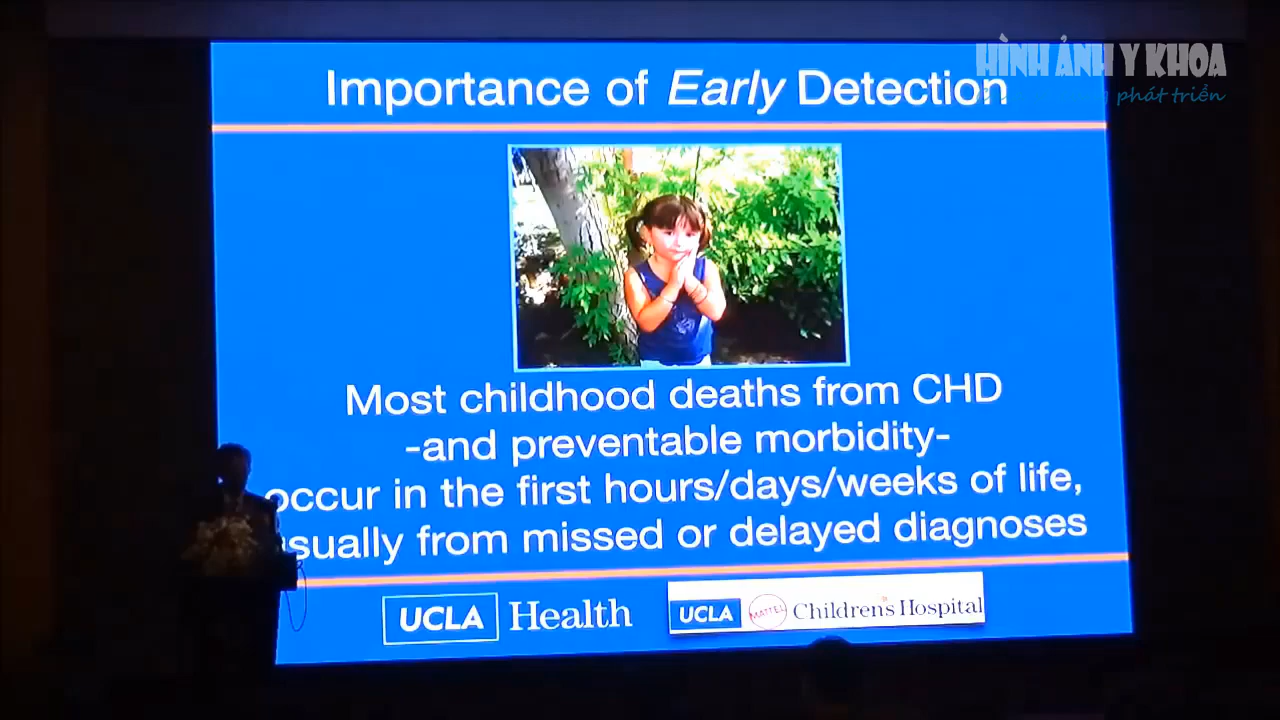 HÌNH ẢNH Y KHOA
phát triển
Importance of Early Detection
Most childhood deaths from CHD
-and preventable morbidity-
occur in the first hours/days/weeks of life,
usually from missed or delayed diagnoses
UCLA Health
UCLA MATTEL Children's Hospital